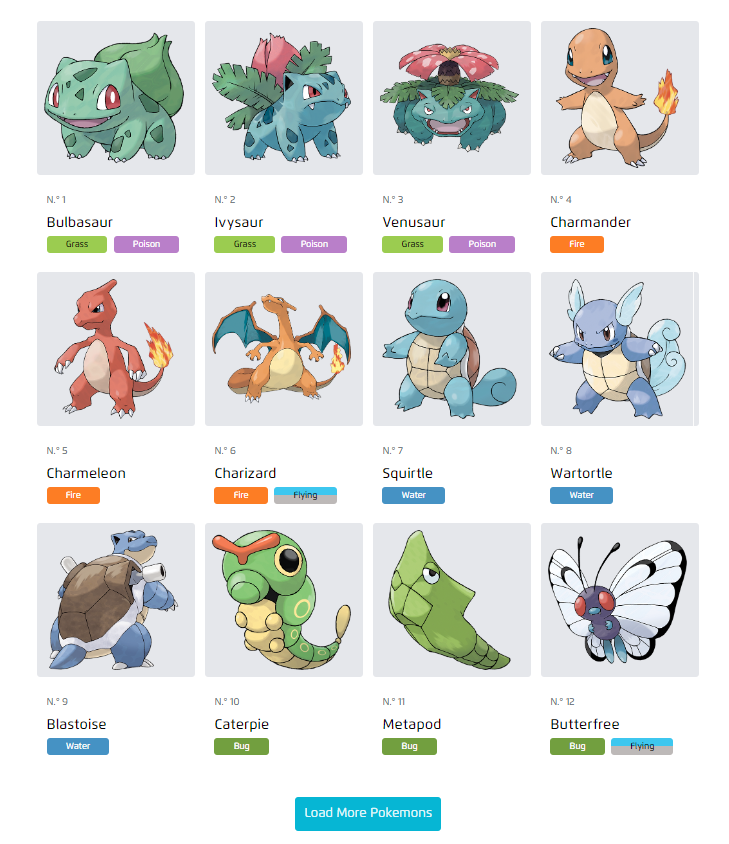 N.° 1
Bulbasaur
Grass Poison
N.° 2
Ivysaur
Grass Poison
N.° 3
Venusaur
Grass Poison
N.° 4
Charmander
Fire
N.° 5
Charmeleon
Fire
N.° 6
Charizard
Fire Flying
N.° 7
Squirtle
Water
N.° 8
Wartortle
Water
N.° 9
Blastoise
Water
N.° 10
Caterpie
Bug
N.° 11
Metapod
Bug
N.° 12
Butterfree
Bug Flying
Load More Pokemons